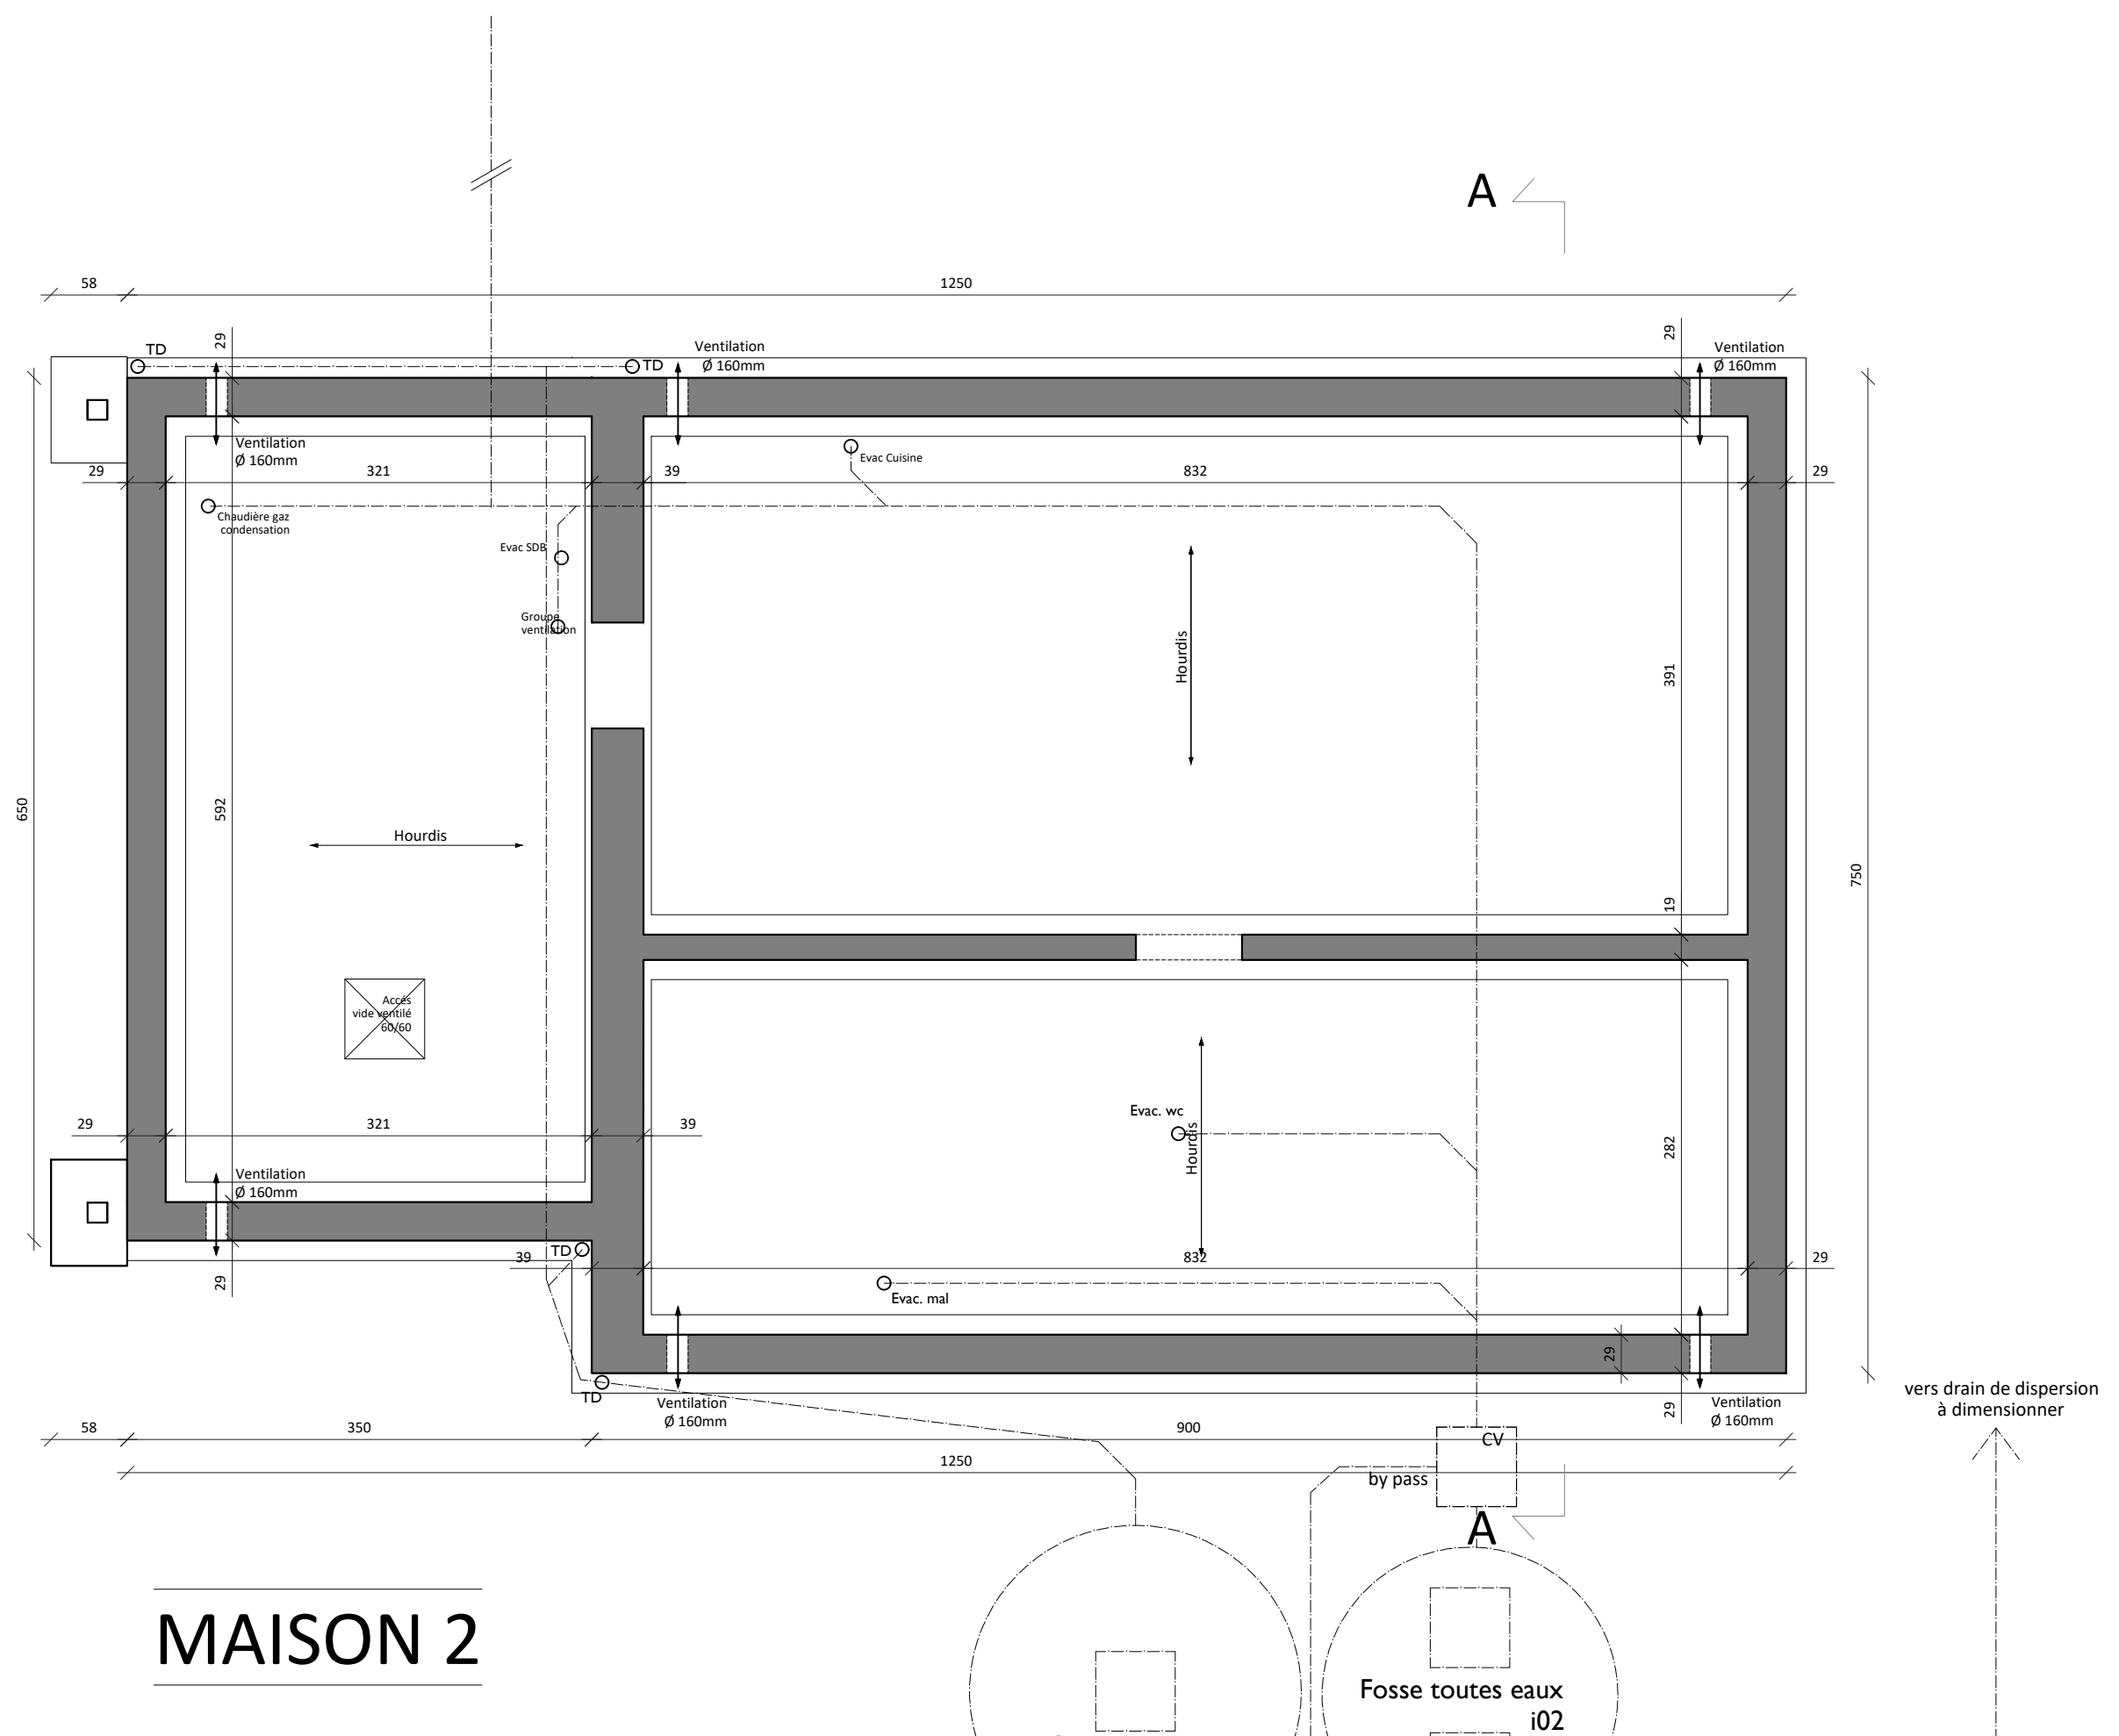 A
58
1250
29
29
TD
TD
Ventilation
Ø 160mm
Ventilation
Ø 160mm
Ventilation
Ø 160mm
Evac Cuisine
29
321
39
832
29
Chaudière gaz
condensation
Evac SDB
Groupe
ventilation
Hourdis
391
650
592
Hourdis
750
19
Accés
vide ventilé
60/60
Evac. wc
Hourdis
282
29
321
39
Ventilation
Ø 160mm
TD
39
832
29
29
Evac. mal
29
TD
Ventilation
Ø 160mm
29
Ventilation
Ø 160mm
vers drain de dispersion
à dimensionner
58
350
900
CV
1250
by pass
A
MAISON 2
Fosse toutes eaux
i02